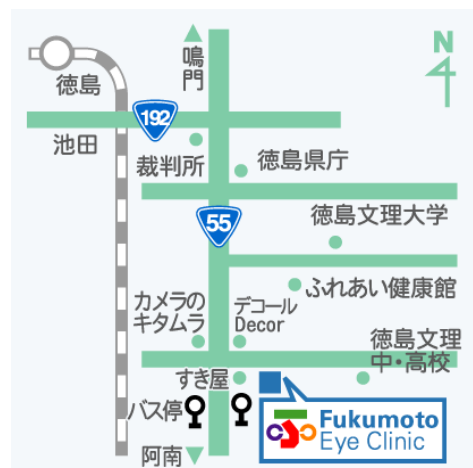 N
鳴門
徳島
192
池田
裁判所
徳島県庁
55
徳島文理大学
ふれあい健康館
カメラの
キタムラ
デコール
Decor
徳島文理
中・高校
すき屋
バス停
Fukumoto
Eye Clinic
阿南